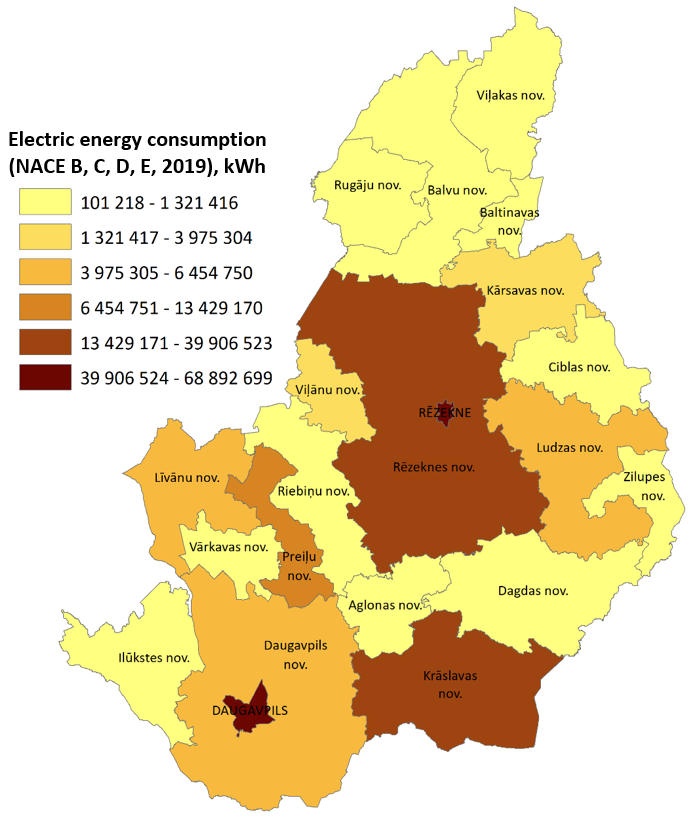 Electric energy consumption
(NACE B, C, D, E, 2019), kWh
101 218 - 1 321 416
1 321 417 - 3 975 304
3 975 305 - 6 454 750
6 454 751 - 13 429 170
13 429 171 - 39 906 523
39 906 524 - 68 892 699
Viļakas nov.
Rugāju nov.
Balvu nov.
Baltinavas
nov.
Kārsavas nov.
Ciblas nov.
Viļānu nov.
RĒZEKNE
Ludzas nov.
Rēzeknes nov.
Līvānu nov.
Riebiņu nov.
Zilupes
nov.
Vārkavas nov.
Preiļu
nov.
Aglonas nov.
Dagdas nov.
Ilūkstes nov.
Daugavpils
nov.
Krāslavas
nov.
DAUGAVPILS